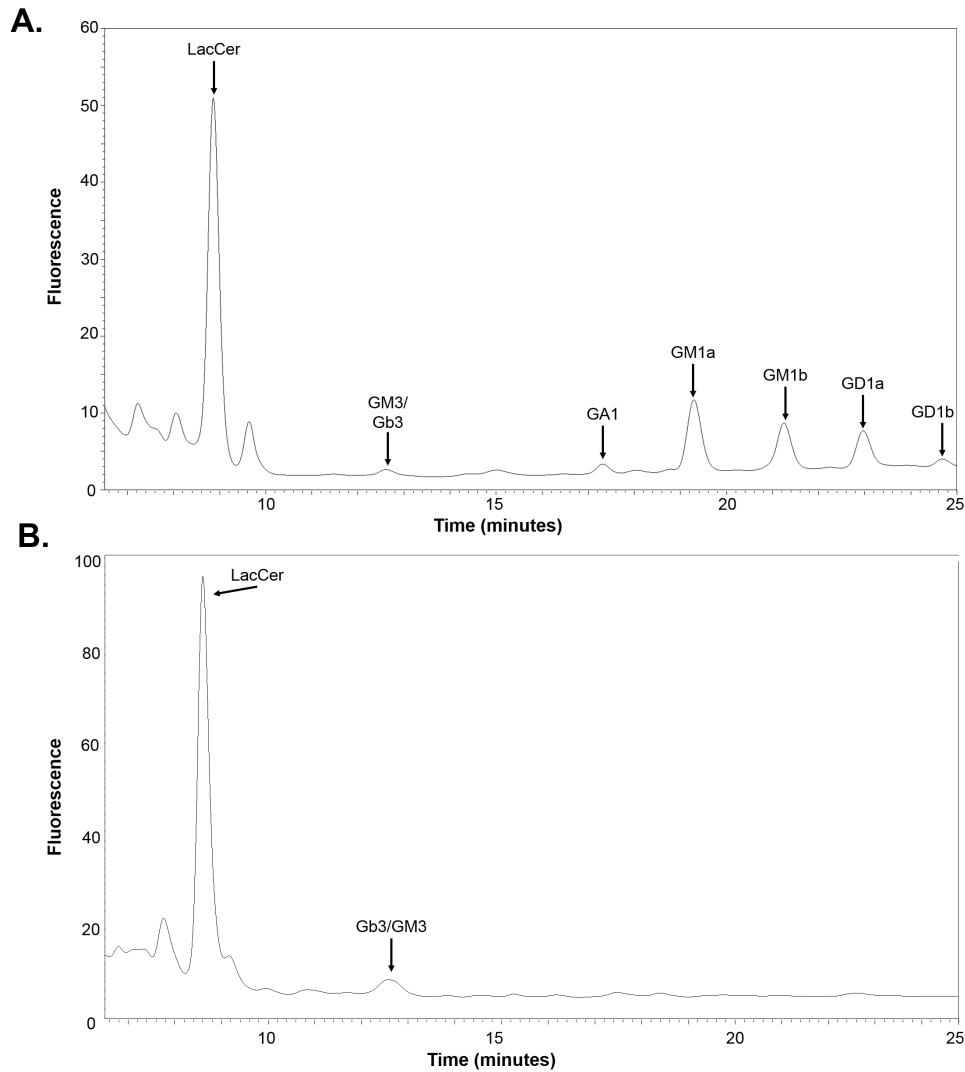 A.
60
50
40
30
20
10
0
Fluorescence
LacCer
GM3/
Gb3
GA1
GM1a
GM1b
GD1a
GD1b
10
15
20
25
Time (minutes)
B.
100
80
60
40
20
0
Fluorescence
LacCer
Gb3/GM3
10
15
20
25
Time (minutes)